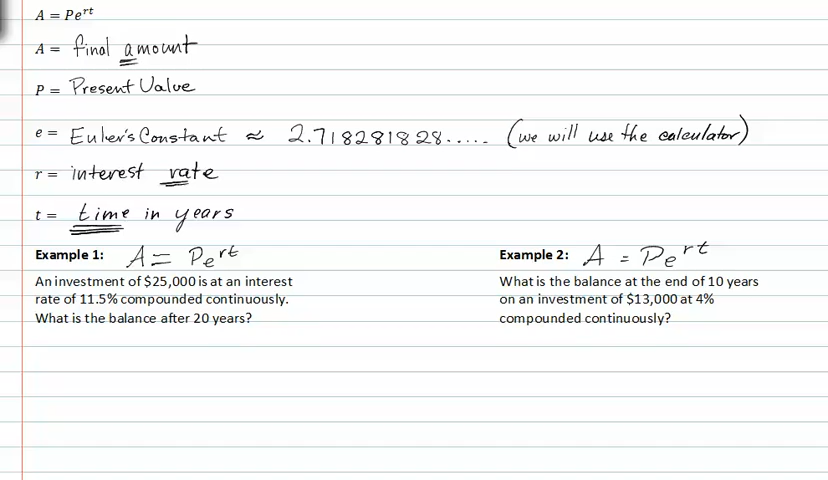 A = Pe^rt
A = final amount
P = Present Value
e = Euler's Constant ≈ 2.718281828..... (we will use the calculator)
r = interest rate
t = time in years
Example 1: A = Pe^rt
An investment of $25,000 is at an interest
rate of 11.5% compounded continuously.
What is the balance after 20 years?
Example 2: A = Pe^rt
What is the balance at the end of 10 years
on an investment of $13,000 at 4%
compounded continuously?